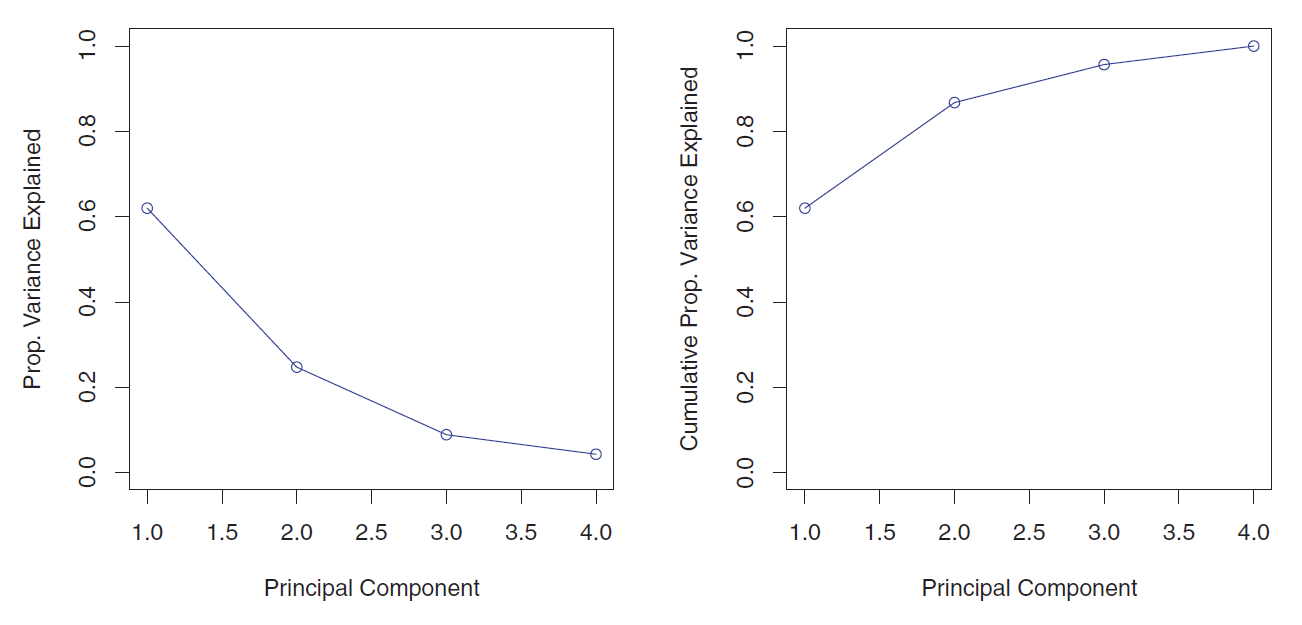 Prop. Variance Explained
1.0
0.8
0.6
0.4
0.2
0.0
1.0 1.5 2.0 2.5 3.0 3.5 4.0
Principal Component
Cumulative Prop. Variance Explained
1.0
0.8
0.6
0.4
0.2
0.0
1.0 1.5 2.0 2.5 3.0 3.5 4.0
Principal Component